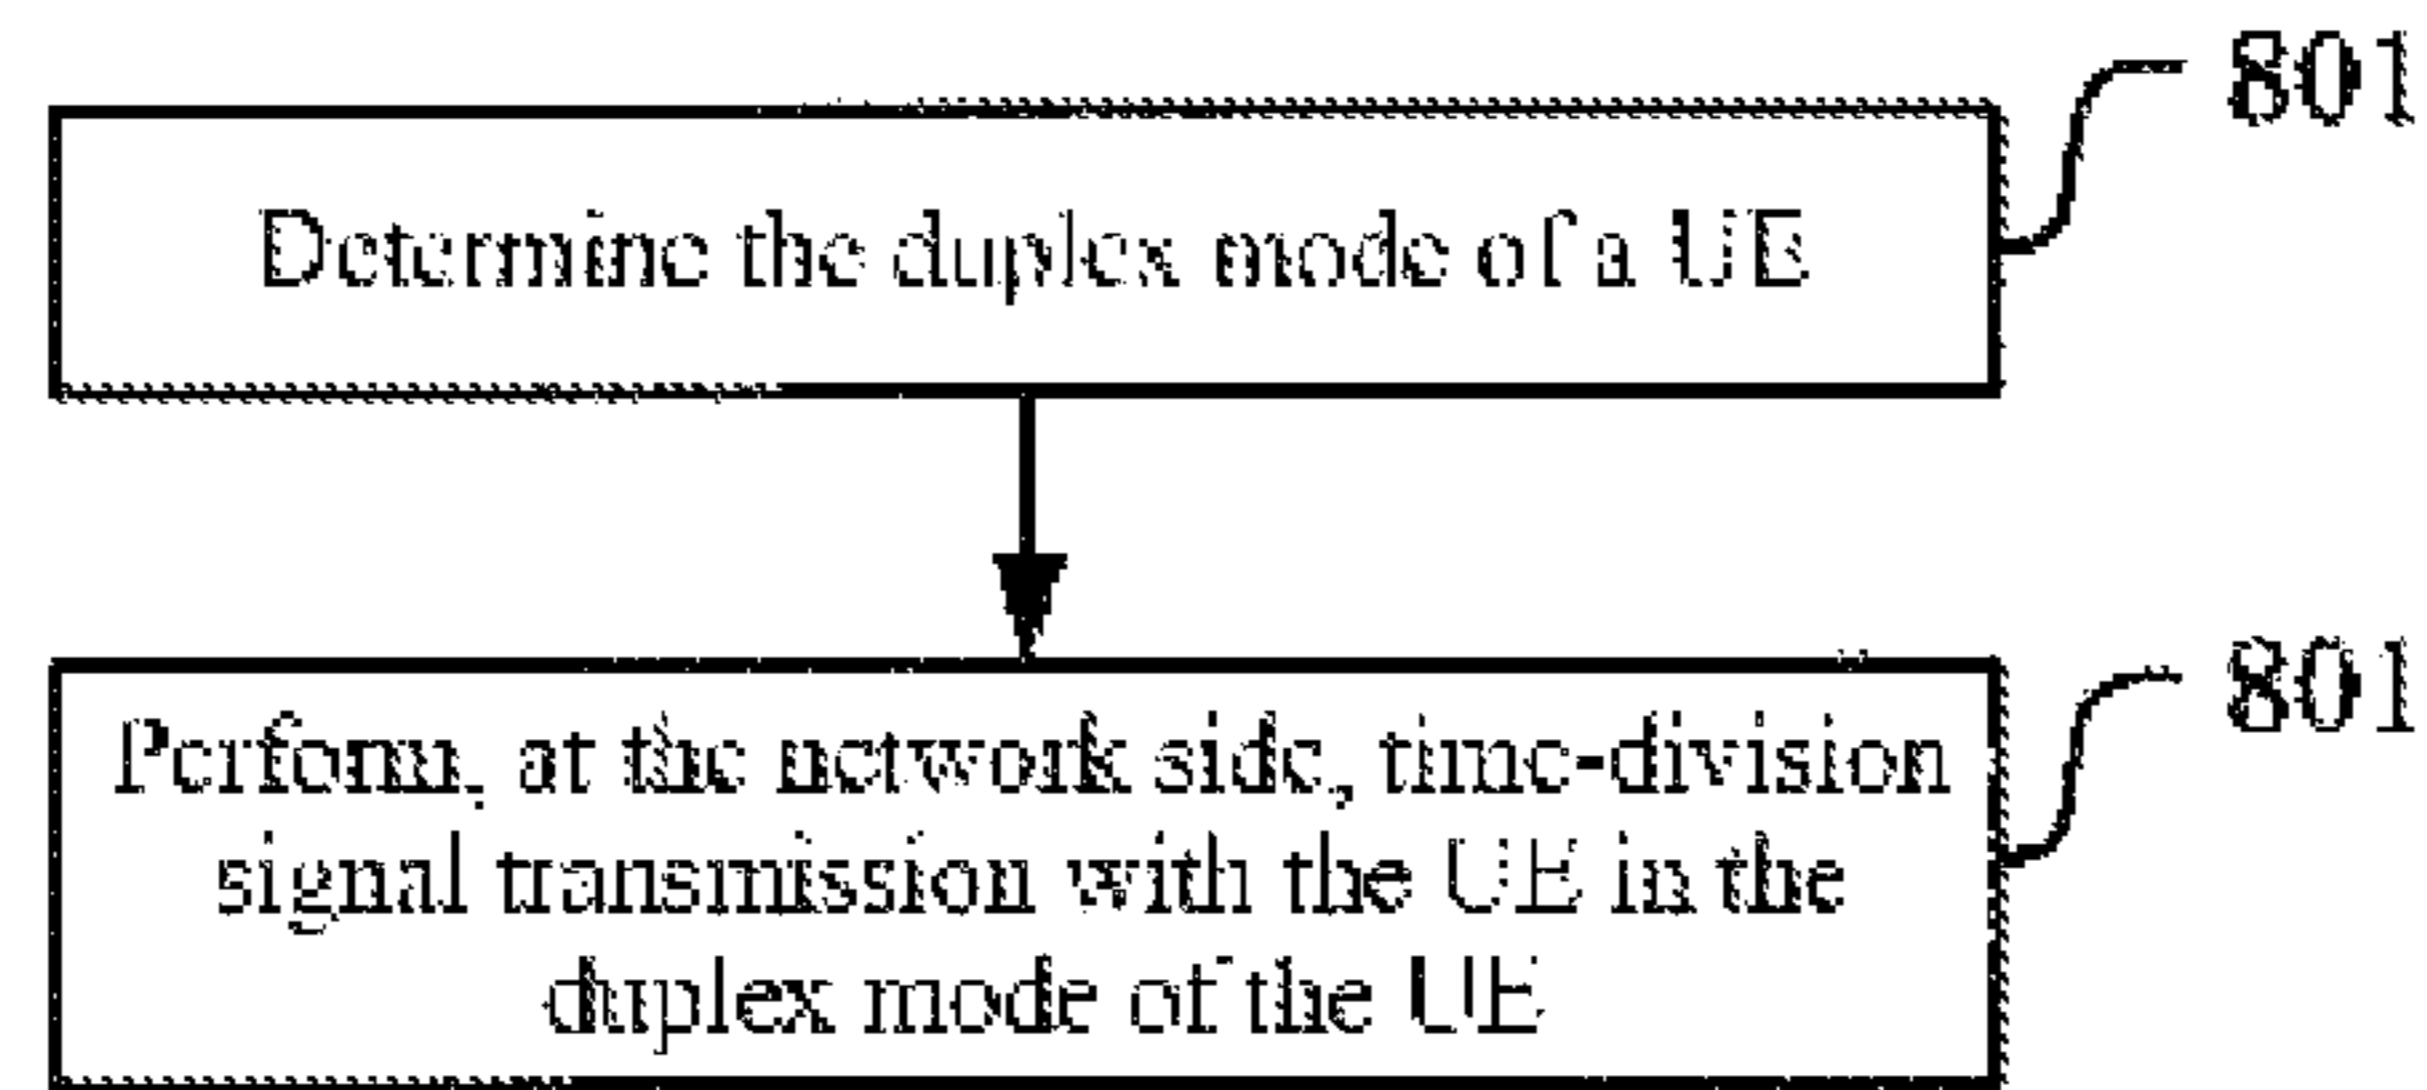 801
Determine the duplex mode of a UE
801
Perform, at the network side, time-division
signal transmission with the UE in the
duplex mode of the UE